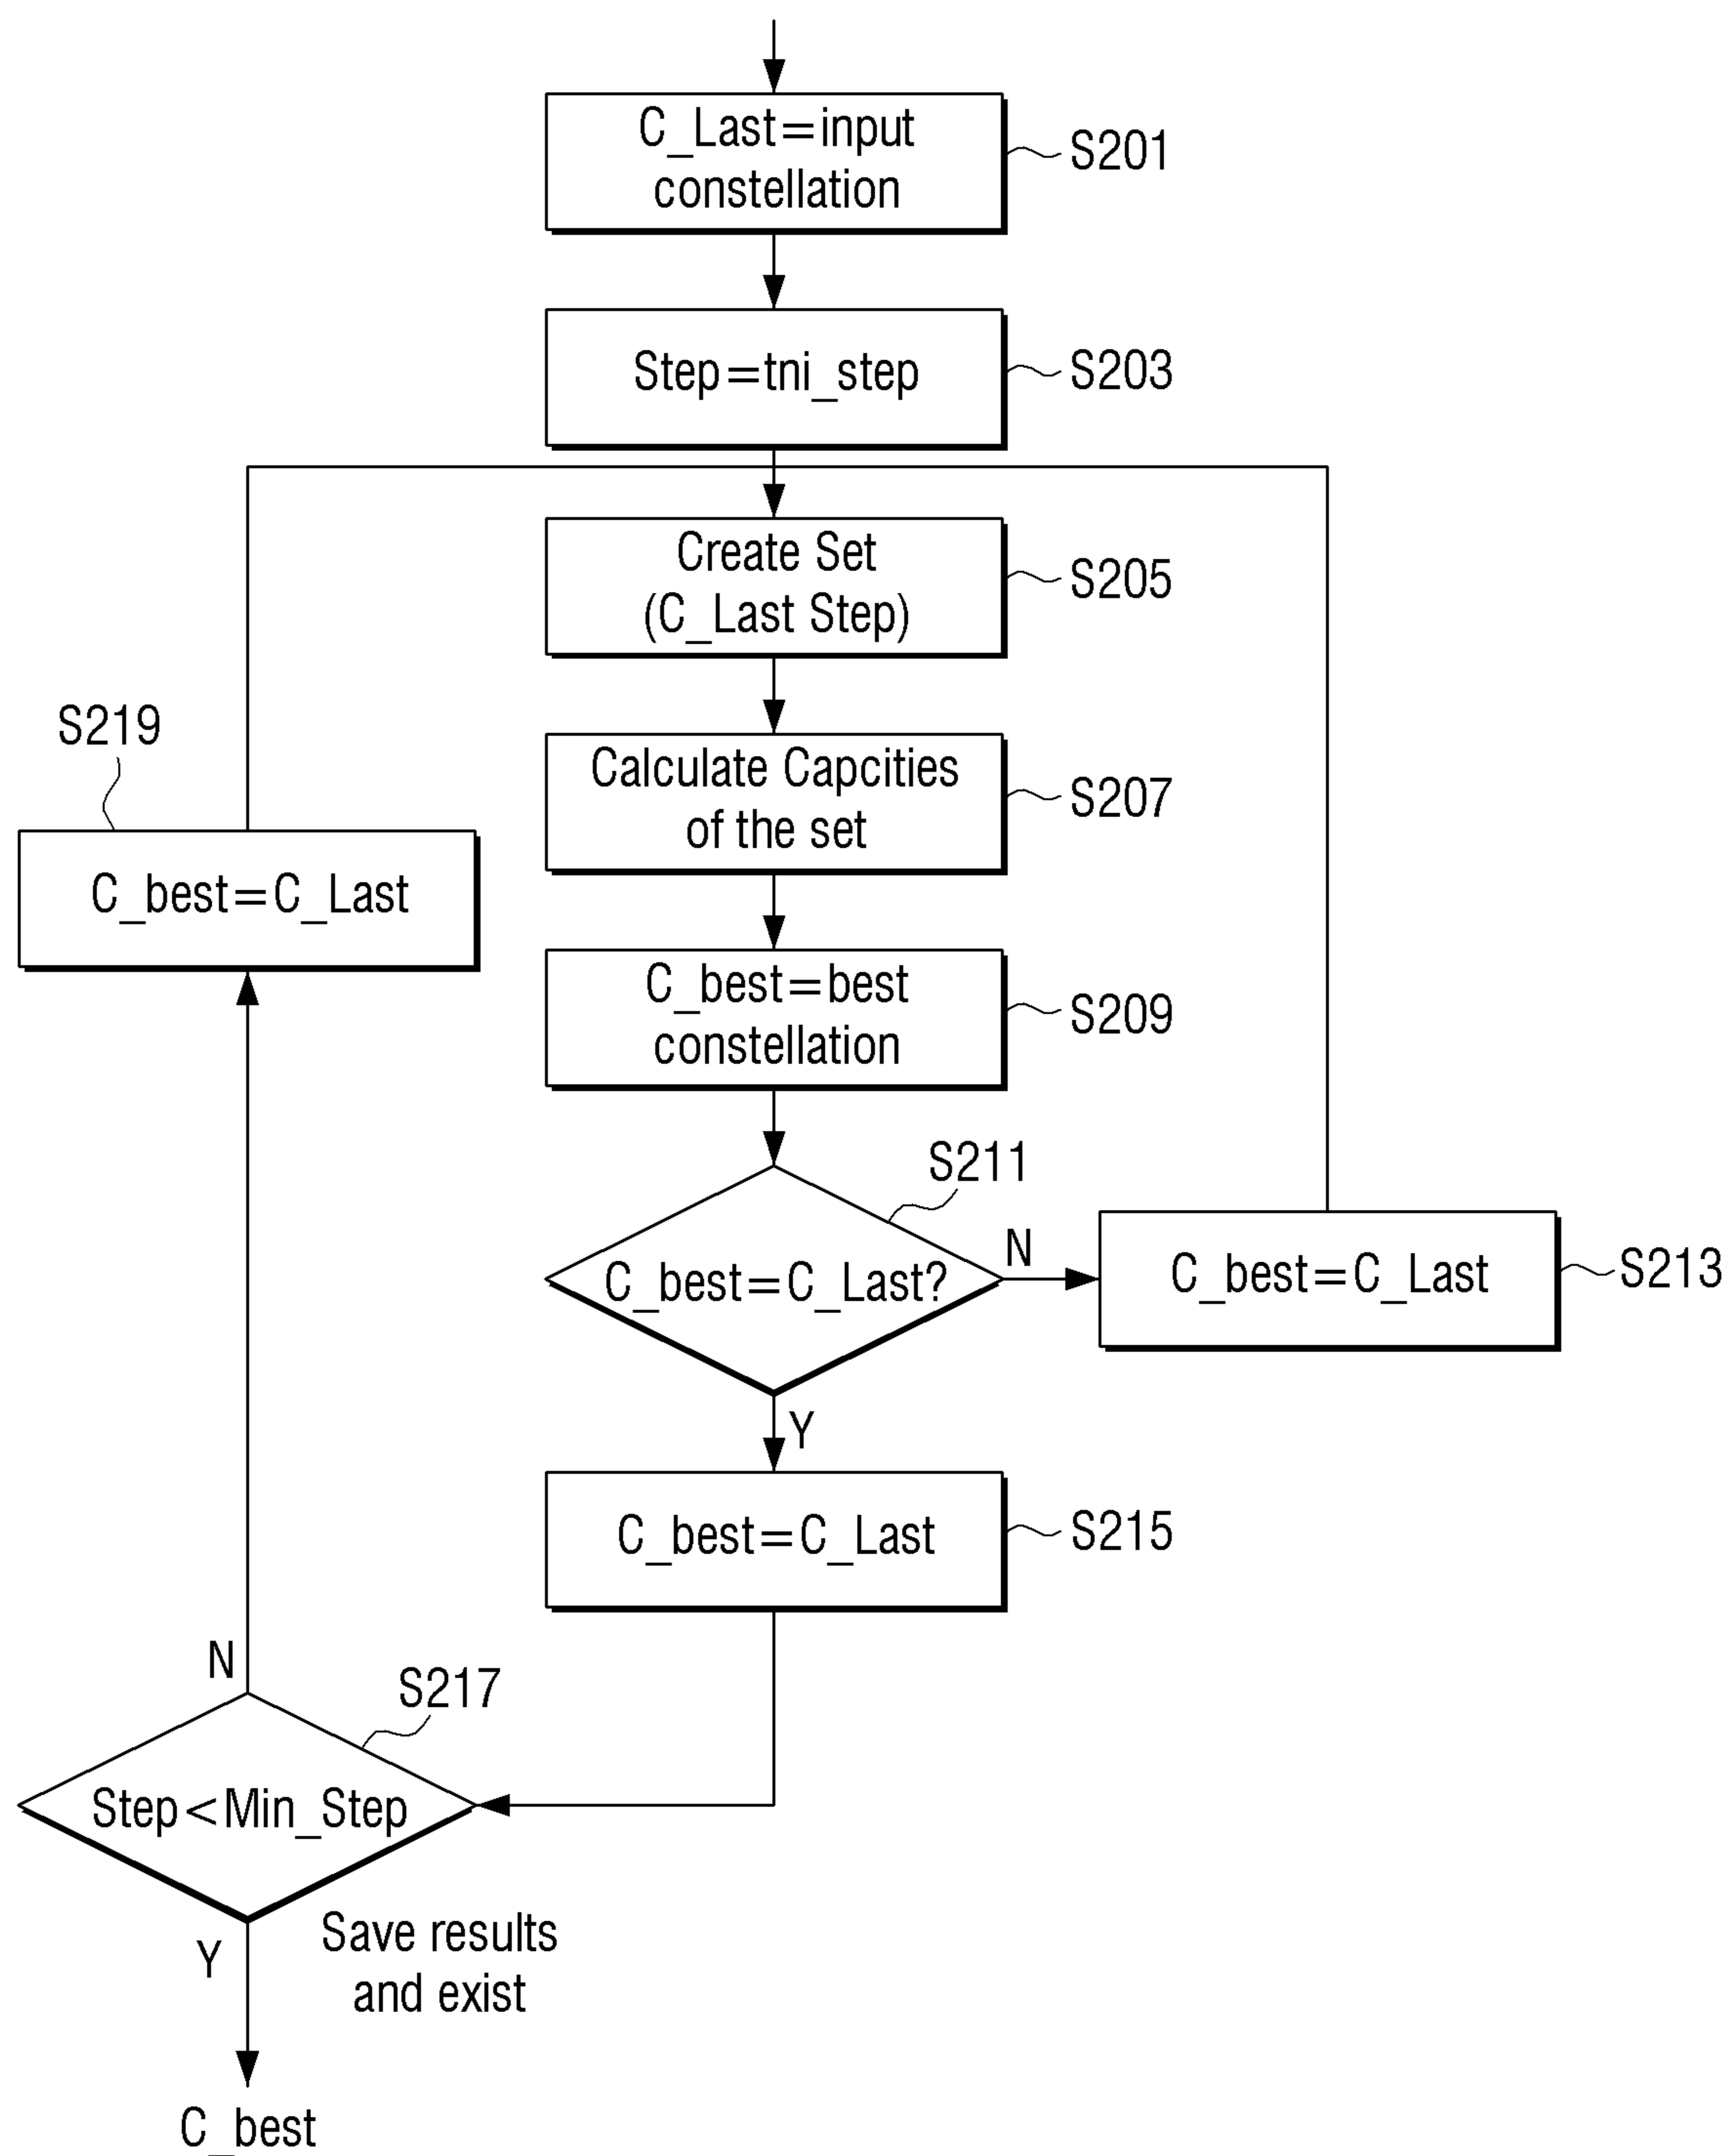 C_Last=input
constellation
S201
Step=tni_step
S203
Create Set
(C_Last Step)
S205
S219
Calculate Capcities
of the set
S207
C_best=C_Last
C_best=best
constellation
S209
S211
C_best=C_Last?
N
C_best=C_Last
S213
Y
C_best=C_Last
S215
N
S217
Step<Min_Step
Y
Save results
and exist
C_best